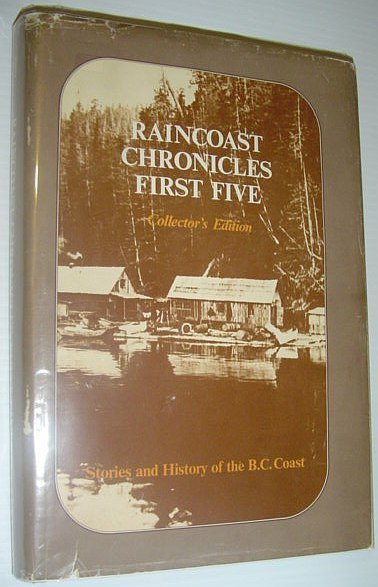 RAINCOAST
CHRONICLES
FIRST FIVE
Collector's Edition
Stories and History of the B.C. Coast